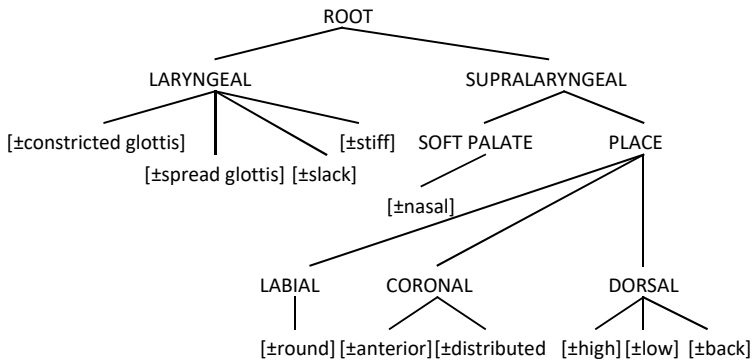 ROOT
LARYNGEAL SUPRALARYNGEAL
[±constricted glottis] [±stiff] SOFT PALATE PLACE
[±spread glottis] [±slack]
[±nasal]
LABIAL CORONAL DORSAL
[±round] [±anterior] [±distributed [±high] [±low] [±back]